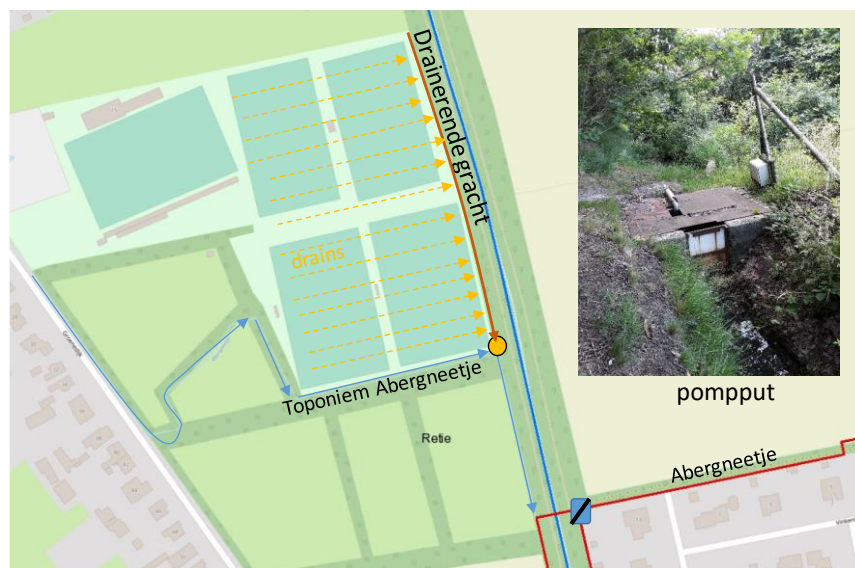 Drainerende gracht
drains
Toponiem Abergneetje
pompput
Retie
Abergneetje